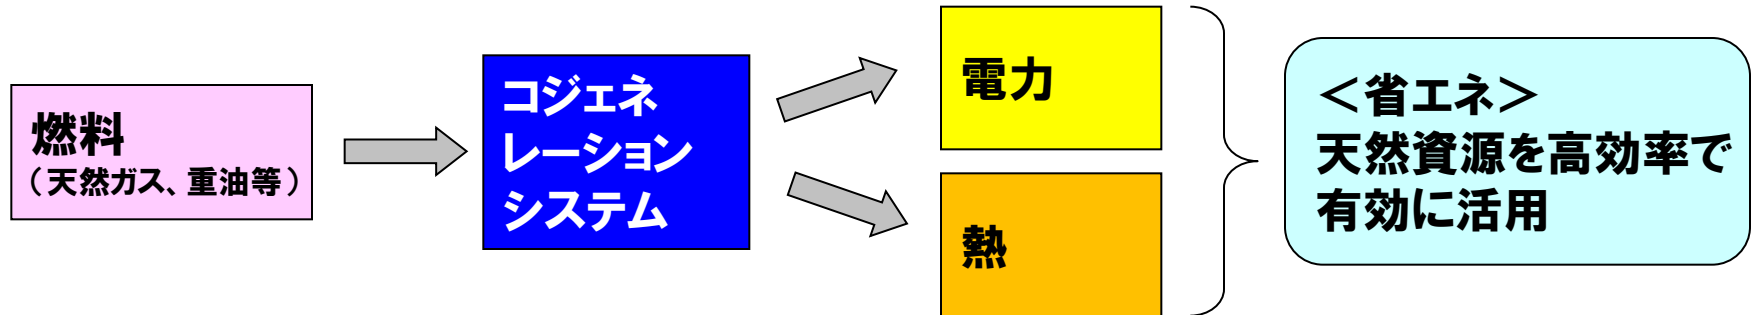 燃料
（天然ガス、重油等）
コジェネ
レーション
システム
電力
熱
＜省エネ＞
天然資源を高効率で
有効に活用